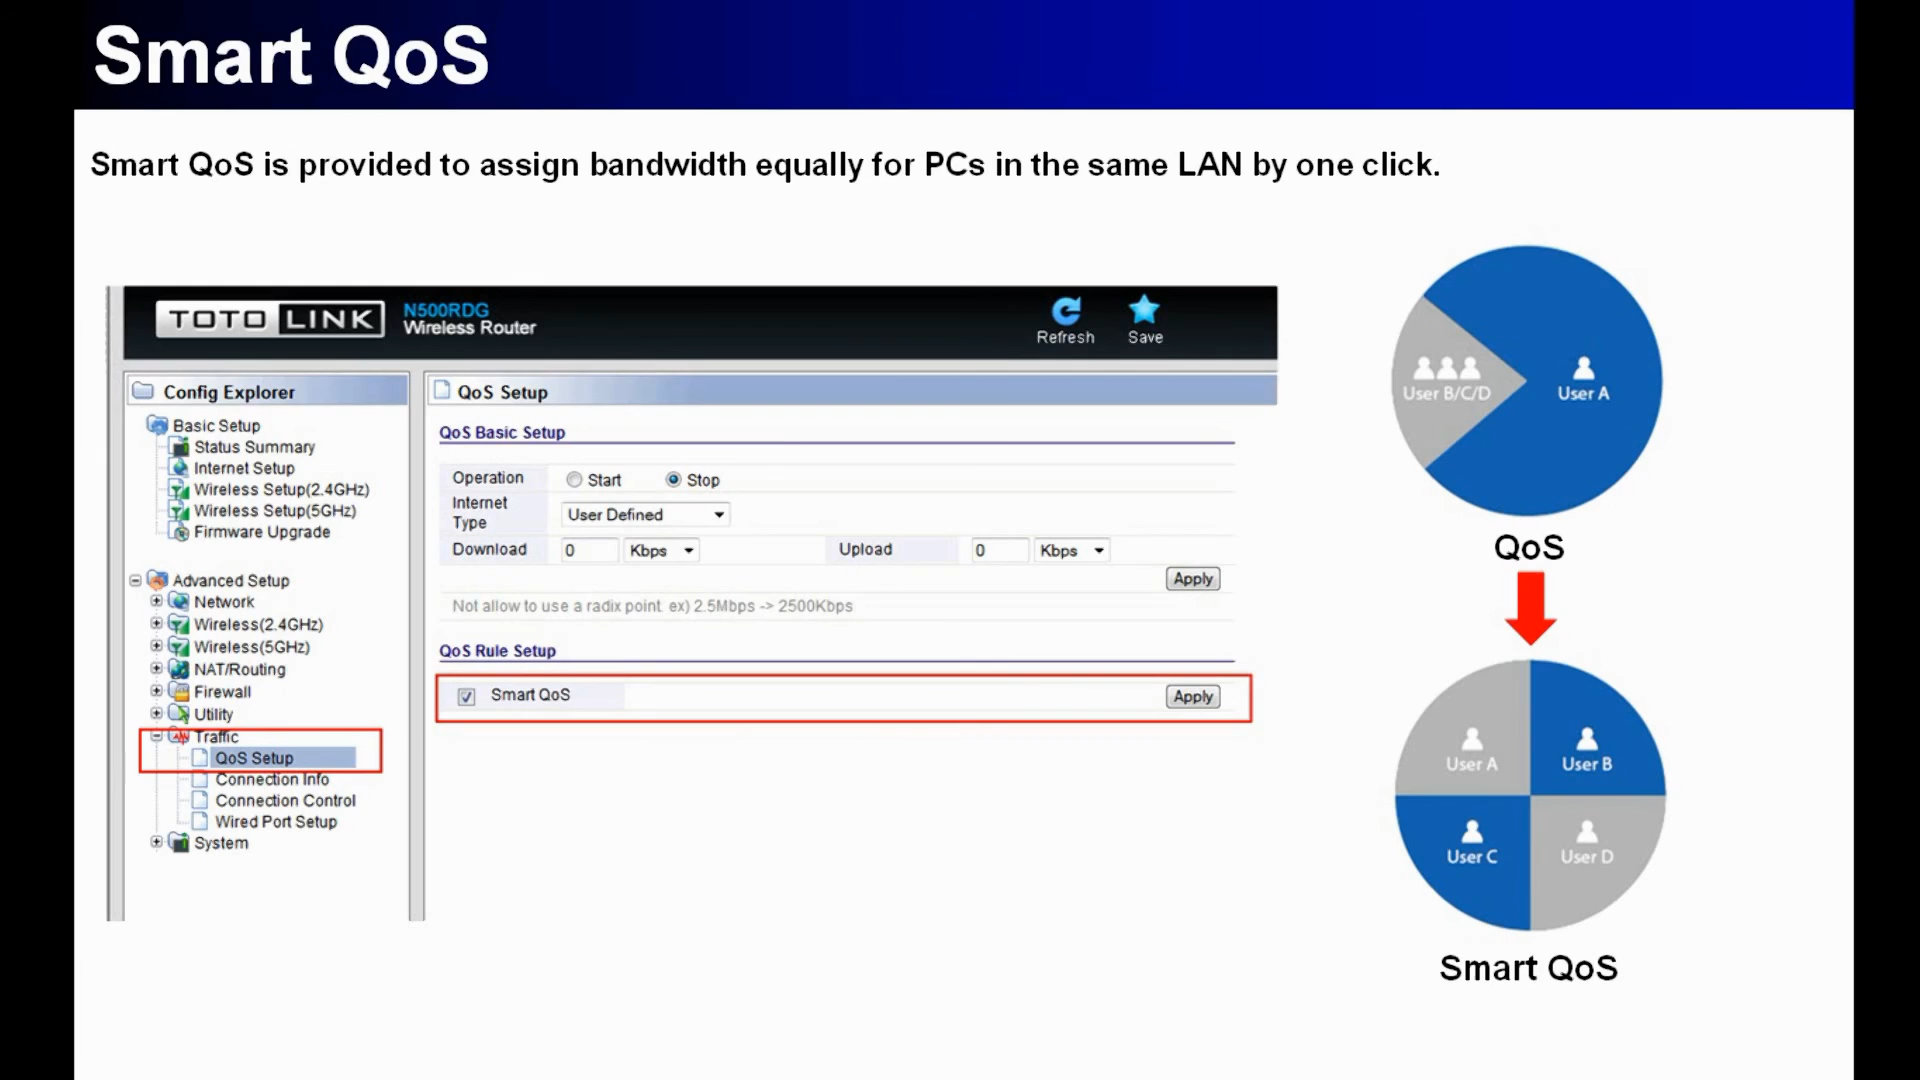 Smart QoS
Smart QoS is provided to assign bandwidth equally for PCs in the same LAN by one click.
TOTO LINK
N500RDG
Wireless Router
Refresh
Save
Config Explorer
Basic Setup
Status Summary
Internet Setup
Wireless Setup(2.4GHz)
Wireless Setup(5GHz)
Firmware Upgrade
Advanced Setup
Network
Wireless(2.4GHz)
Wireless(5GHz)
NAT/Routing
Firewall
Utility
Traffic
QoS Setup
Connection Info
Connection Control
Wired Port Setup
System
QoS Setup
QoS Basic Setup
Operation Start Stop
Internet
Type
User Defined
Download 0 Kbps Upload 0 Kbps
Apply
Not allow to use a radix point. ex) 2.5Mbps -> 2500Kbps
QoS Rule Setup
Smart QoS Apply
User B/C/D
User A
QoS
User A
User B
User C
User D
Smart QoS